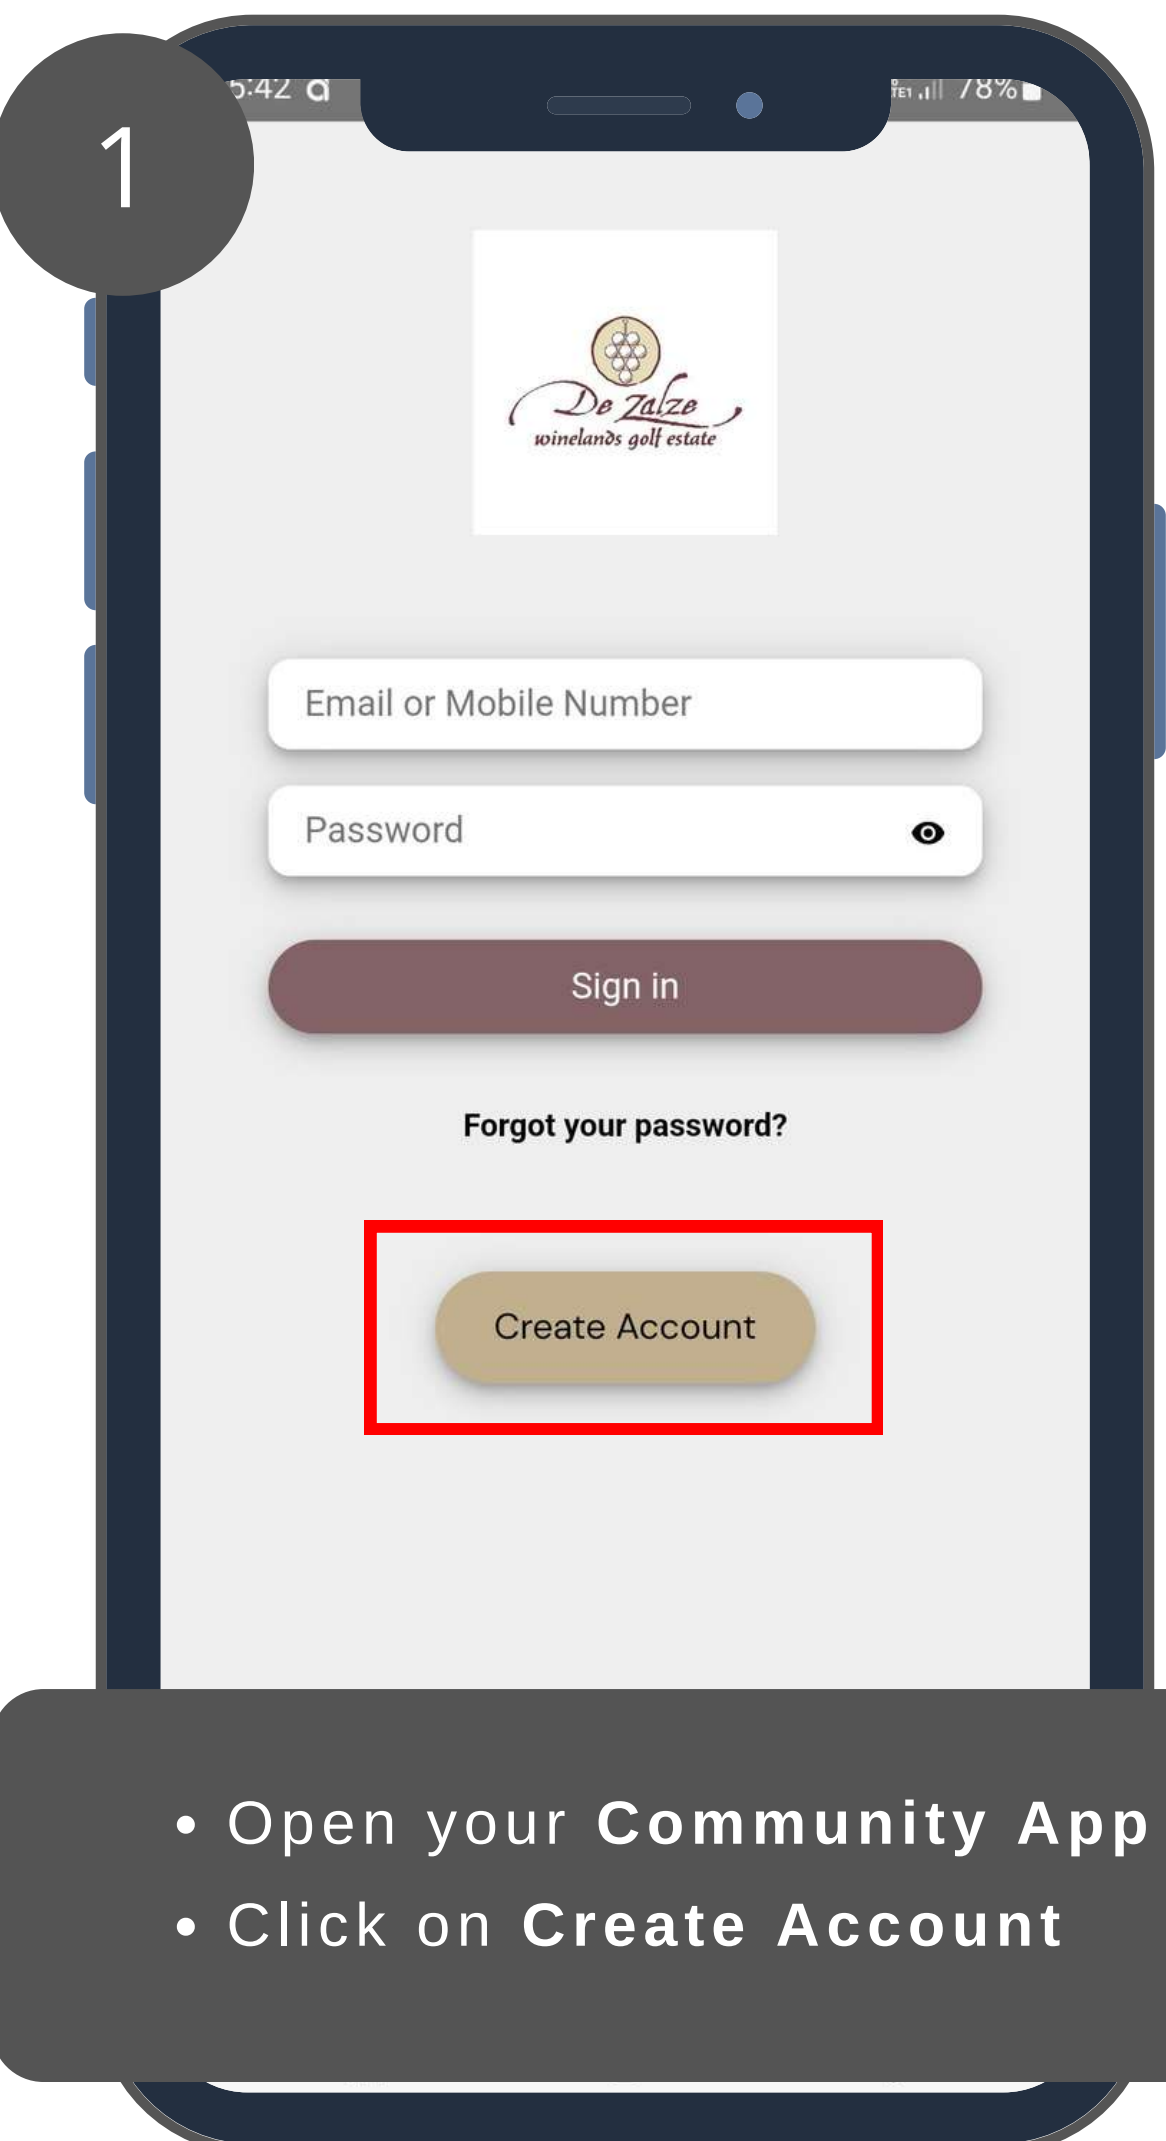 1
5:42
78%
De Zalze
winelands golf estate
Email or Mobile Number
Password
Sign in
Forgot your password?
Create Account
• Open your Community App
• Click on Create Account